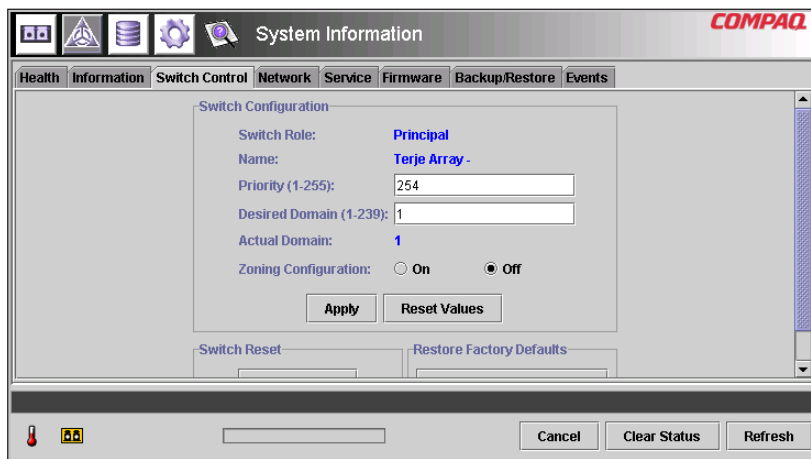 System Information
COMPAQ
Health Information Switch Control Network Service Firmware Backup/Restore Events
Switch Configuration
Switch Role: Principal
Name: Terje Array -
Priority (1-255): 254
Desired Domain (1-239): 1
Actual Domain: 1
Zoning Configuration: On Off
Apply Reset Values
Switch Reset Restore Factory Defaults
Cancel Clear Status Refresh